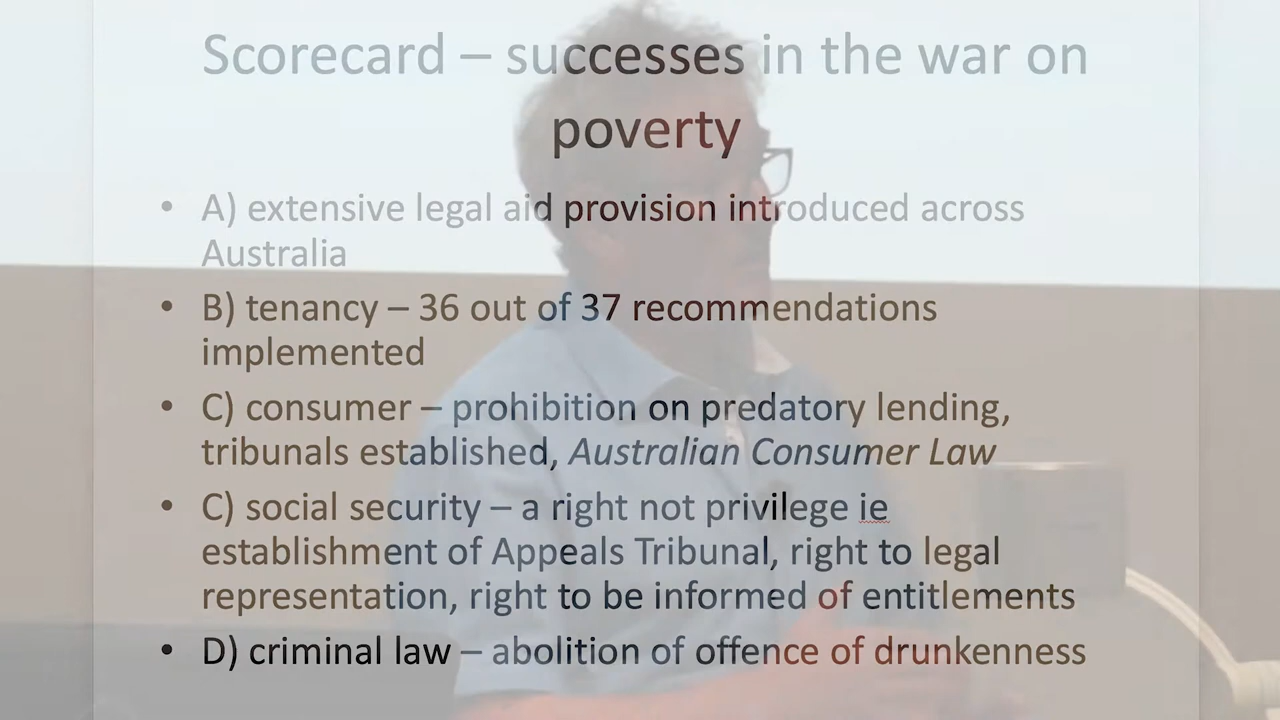 Scorecard – successes in the war on
poverty
• A) extensive legal aid provision introduced across
Australia
• B) tenancy – 36 out of 37 recommendations
implemented
• C) consumer – prohibition on predatory lending,
tribunals established, Australian Consumer Law
• C) social security – a right not privilege ie
establishment of Appeals Tribunal, right to legal
representation, right to be informed of entitlements
• D) criminal law – abolition of offence of drunkenness